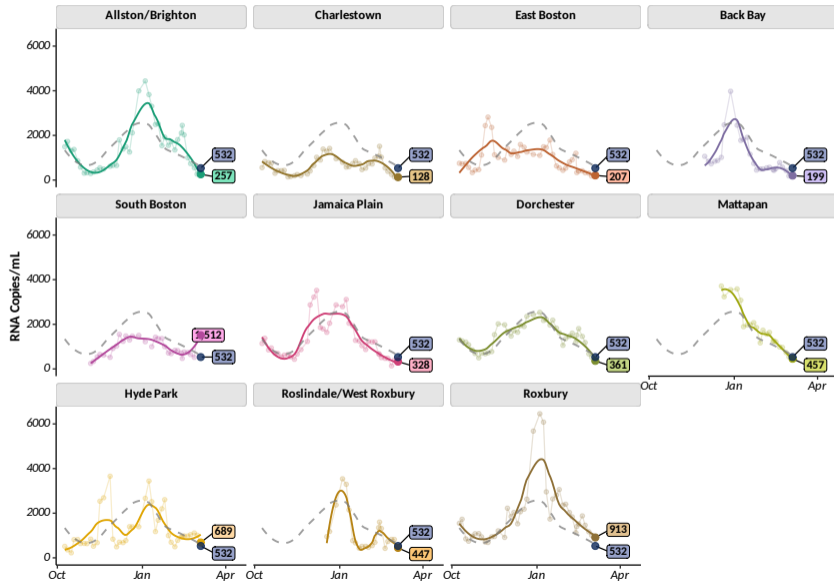 Allston/Brighton Charlestown East Boston Back Bay
6000
4000
2000
0
532 532 532 532
257 128 207 199
South Boston Jamaica Plain Dorchester Mattapan
RNA Copies/mL
6000
4000
2000
0
512 532 532 532
532 328 361 457
Oct Jan Apr
Hyde Park Roslindale/West Roxbury Roxbury
6000
4000
2000
0
689 532 913
532 447 532
Oct Jan Apr Oct Jan Apr Oct Jan Apr